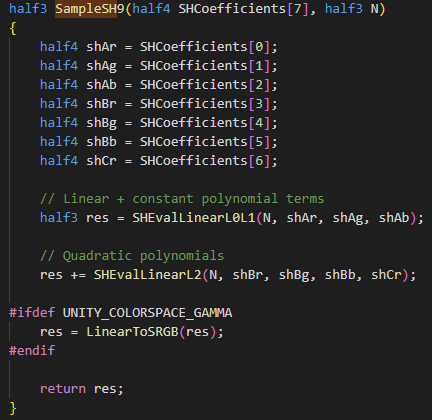 half3 SampleSH9(half4 SHCoefficients[7], half3 N)
{
    half4 shAr = SHCoefficients[0];
    half4 shAg = SHCoefficients[1];
    half4 shAb = SHCoefficients[2];
    half4 shBr = SHCoefficients[3];
    half4 shBg = SHCoefficients[4];
    half4 shBb = SHCoefficients[5];
    half4 shCr = SHCoefficients[6];

    // Linear + constant polynomial terms
    half3 res = SHEvalLinearL0L1(N, shAr, shAg, shAb);

    // Quadratic polynomials
    res += SHEvalLinearL2(N, shBr, shBg, shBb, shCr);

#ifdef UNITY_COLORSPACE_GAMMA
    res = LinearToSRGB(res);
#endif

    return res;
}